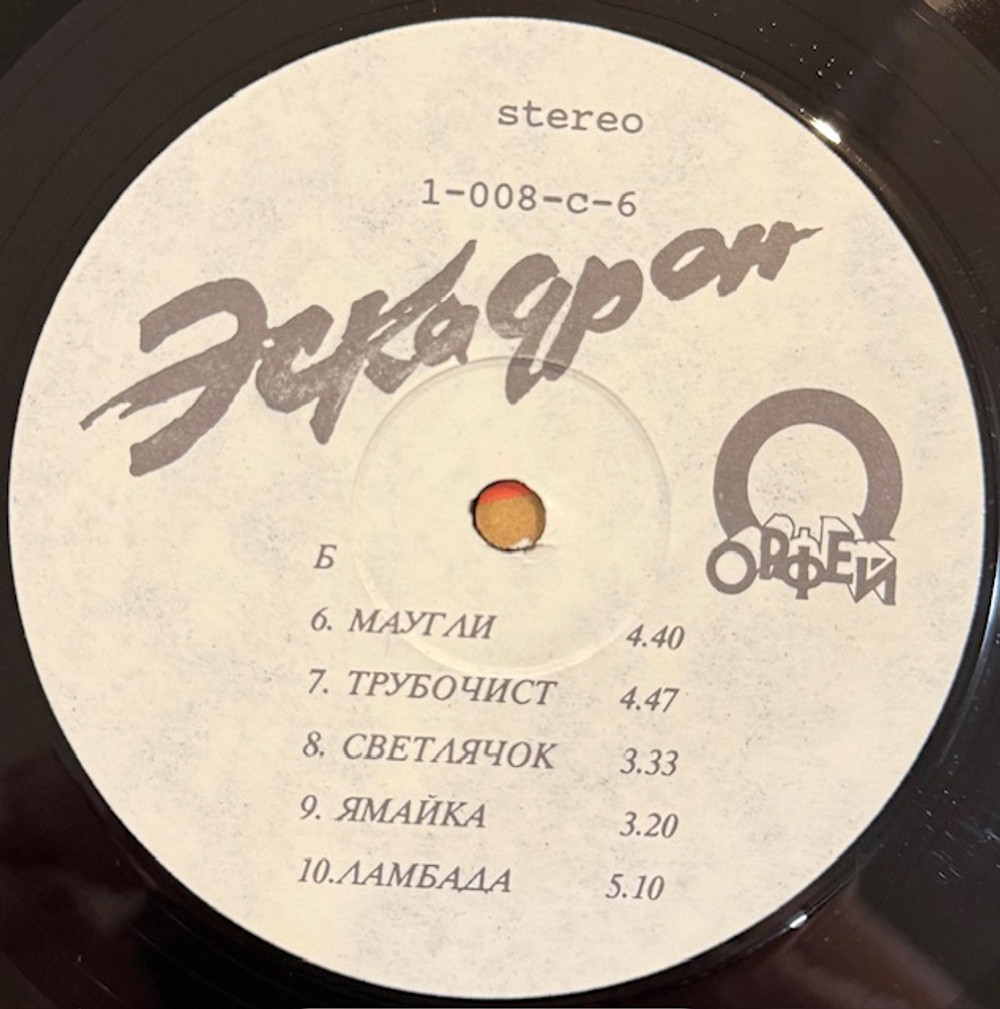 stereo
1-008-c-6
Эскадрон
ОРФЕЙ
Б
6. МАУГЛИ 4.40
7. ТРУБОЧИСТ 4.47
8. СВЕТЛЯЧОК 3.33
9. ЯМАЙКА 3.20
10.ЛАМБАДА 5.10